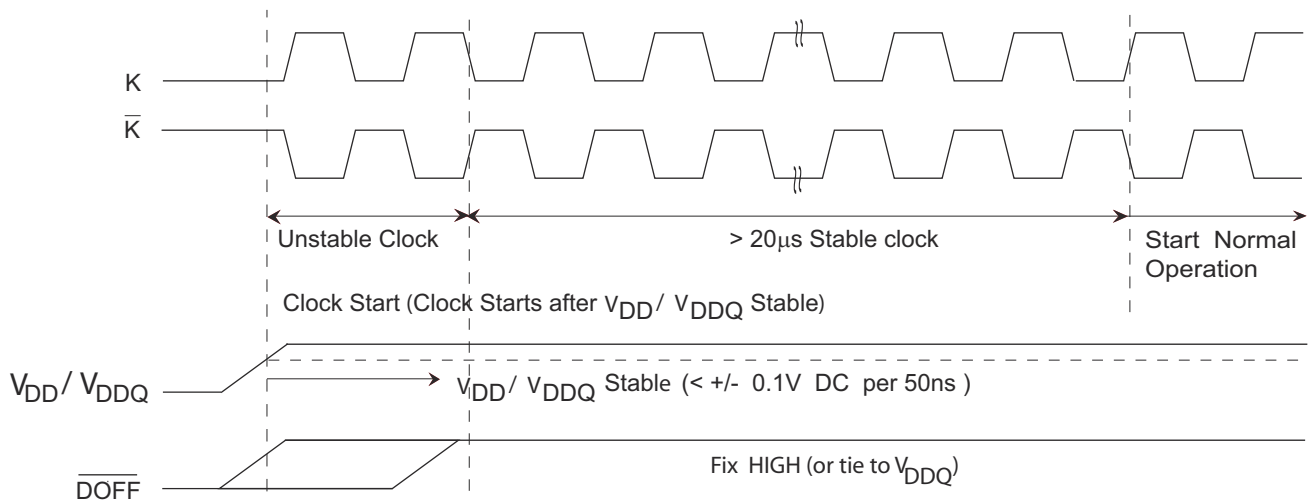 K
K̅
Unstable Clock
> 20μs Stable clock
Start Normal
Operation
Clock Start (Clock Starts after VDD/ VDDQ Stable)
VDD/ VDDQ
VDD/ VDDQ Stable (< +/- 0.1V DC per 50ns )
Fix HIGH (or tie to VDDQ)
D̅O̅F̅F̅